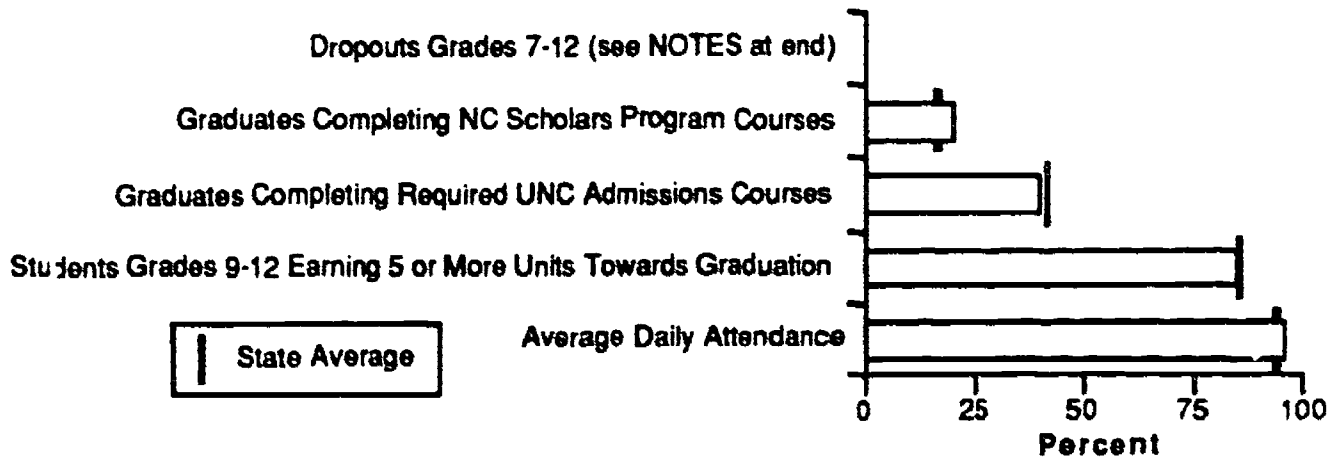 Dropouts Grades 7-12 (see NOTES at end)
Graduates Completing NC Scholars Program Courses
Graduates Completing Required UNC Admissions Courses
Students Grades 9-12 Earning 5 or More Units Towards Graduation
Average Daily Attendance
State Average
0 25 50 75 100
Percent